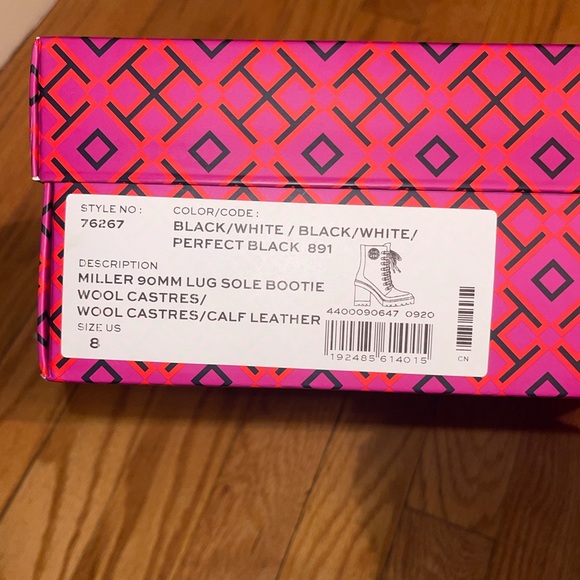 STYLE NO :
76267
COLOR/CODE :
BLACK/WHITE / BLACK/WHITE/
PERFECT BLACK 891
DESCRIPTION
MILLER 90MM LUG SOLE BOOTIE
WOOL CASTRES/
WOOL CASTRES/CALF LEATHER
SIZE US
8
4400090647 0920
192485 614015
CN